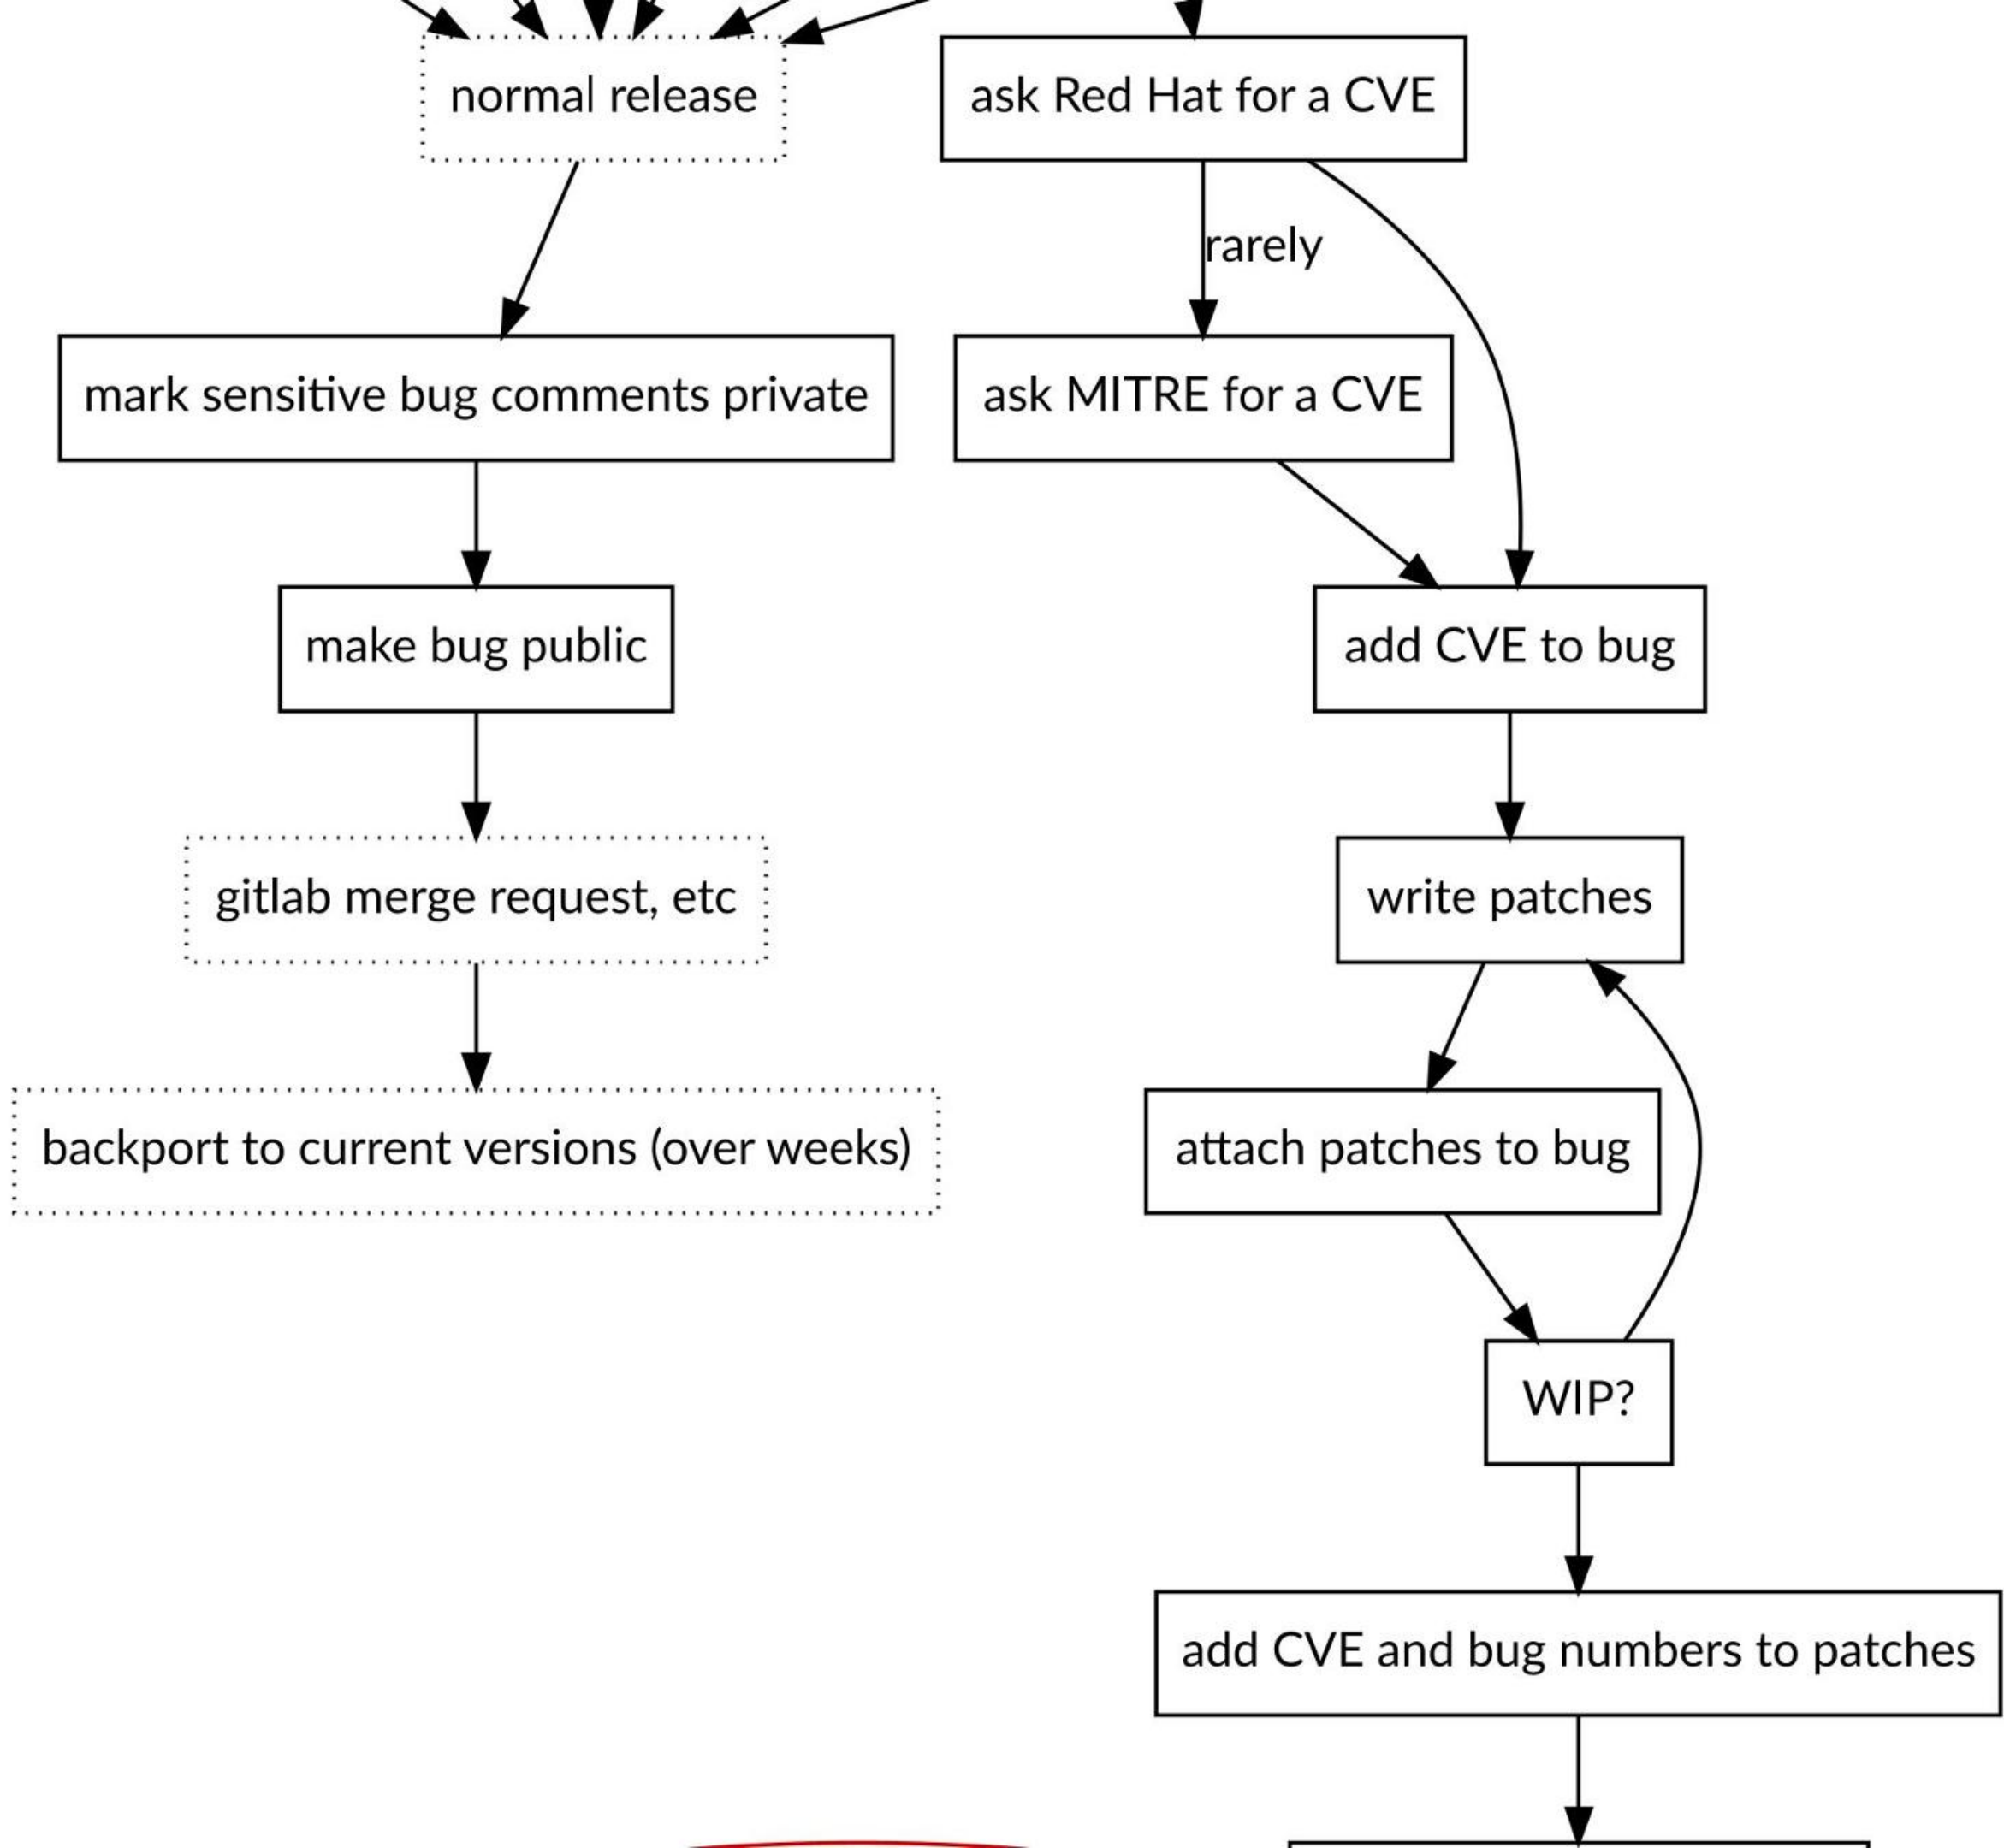 normal release
ask Red Hat for a CVE
rarely
mark sensitive bug comments private
ask MITRE for a CVE
make bug public
add CVE to bug
gitlab merge request, etc
write patches
backport to current versions (over weeks)
attach patches to bug
WIP?
add CVE and bug numbers to patches